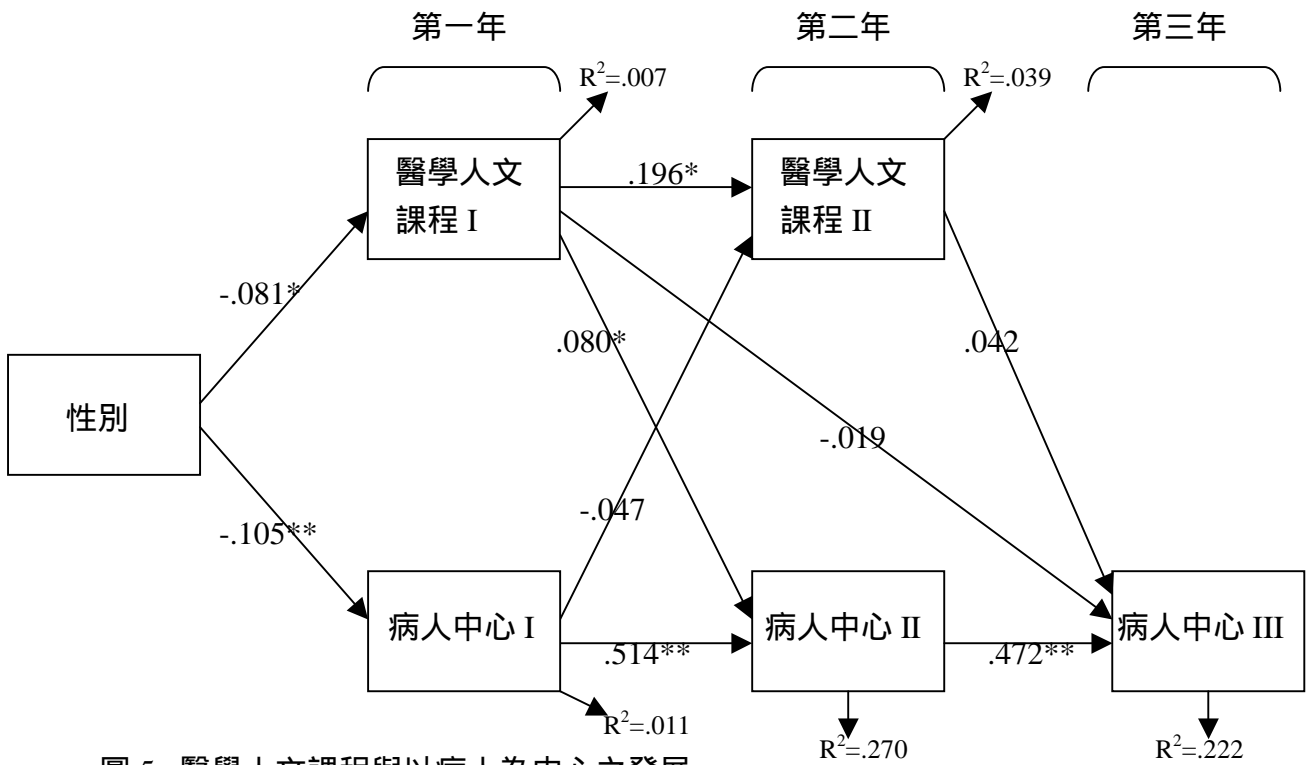 第一年
第二年
第三年
R²=.007
R²=.039
醫學人文
課程 I
.196*
醫學人文
課程 II
-.081*
.080*
.042
性別
-.019
-.105**
-.047
病人中心 I
.514**
病人中心 II
.472**
病人中心 III
R²=.011
R²=.270
R²=.222